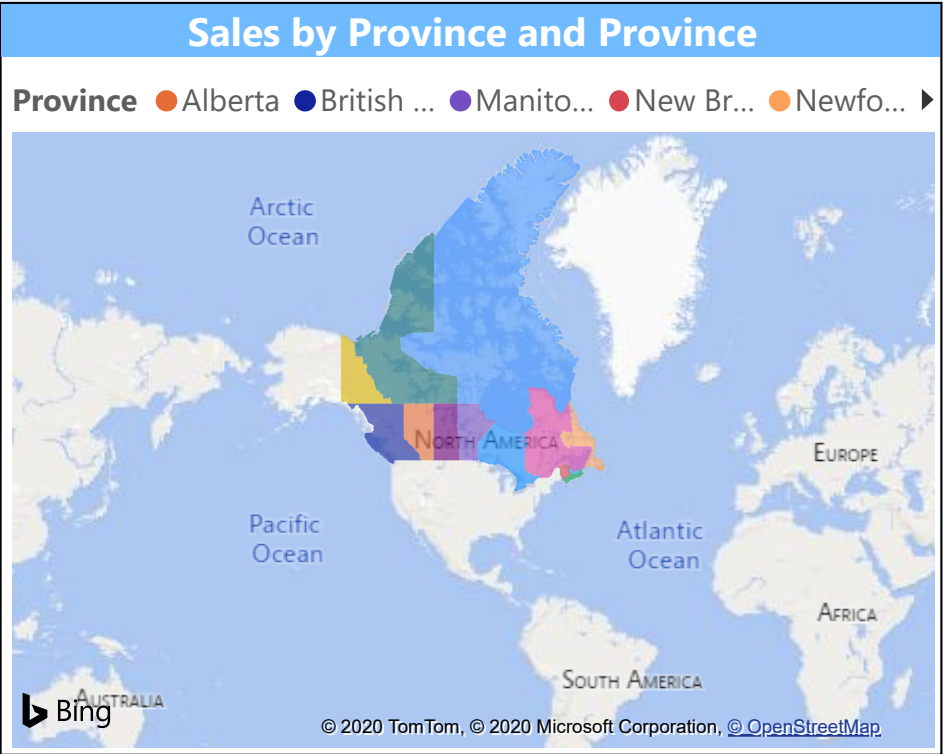 Sales by Province and Province
Province Alberta British ... Manito... New Br... Newfo...
Arctic
Ocean
NORTH AMERICA
EUROPE
Pacific
Ocean
Atlantic
Ocean
AFRICA
SOUTH AMERICA
AUSTRALIA
Bing
© 2020 TomTom, © 2020 Microsoft Corporation, © OpenStreetMap